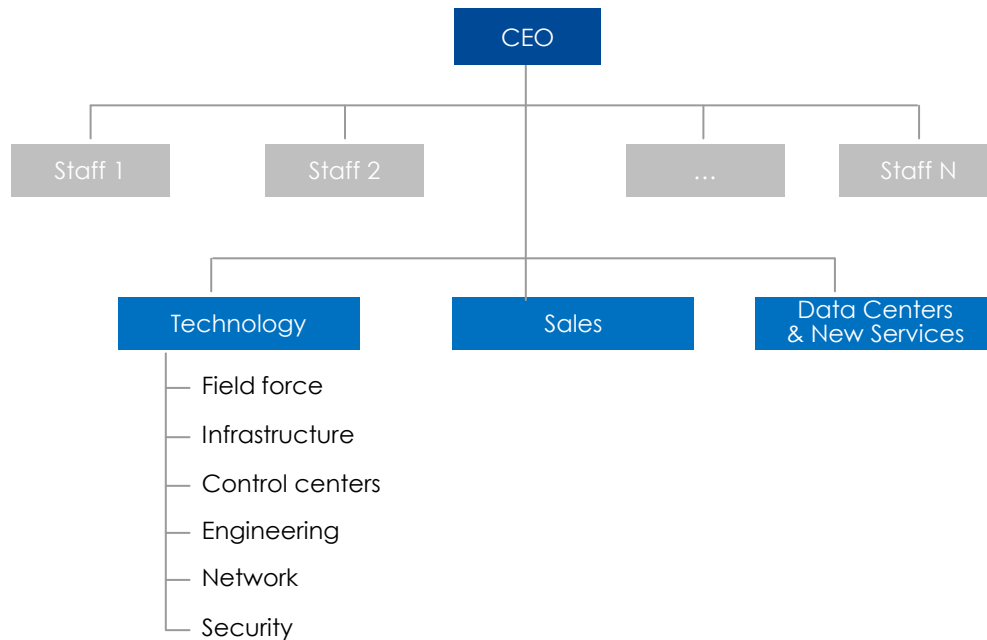 CEO
Staff 1
Staff 2
...
Staff N
Technology
Sales
Data Centers
& New Services
Field force
Infrastructure
Control centers
Engineering
Network
Security